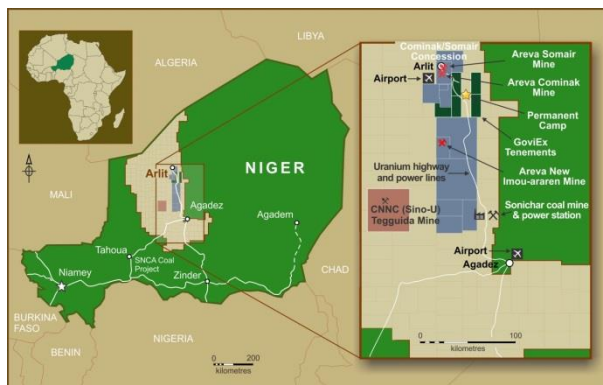 LIBYA
ALGERIA
NIGER
MALI
Arlit
Agadez
Agadem
Tahoua
SNCA Coal
Project
Niamey
Zinder
CHAD
BURKINA
FASO
BENIN
NIGERIA
0 200
kilometres
Cominak/Somair
Concession
Arlit
Airport
Areva Somair
Mine
Areva Cominak
Mine
Permanent
Camp
GoviEx
Tenements
Uranium highway
and power lines
Areva New
Imou-araren Mine
CNNC (Sino-U)
Tegguida Mine
Sonichar coal mine
& power station
Airport
Agadez
0 100
kilometres